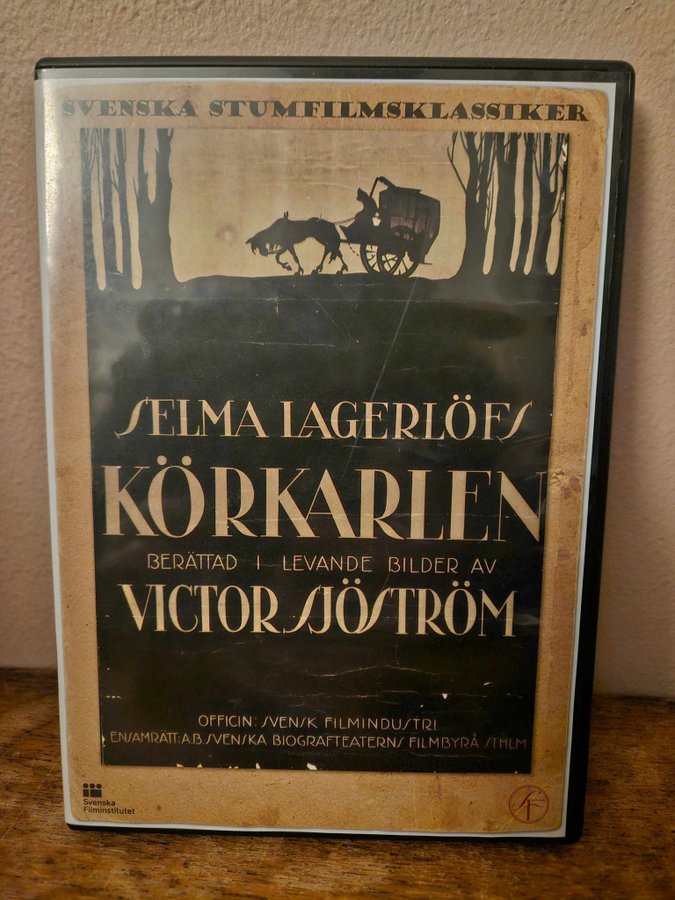 SVENSKA STUMFILMSKLASSIKER
SELMA LAGERLÖFS
KÖRKARLEN
BERÄTTAD I LEVANDE BILDER AV
VICTOR SJÖSTRÖM
OFFICIN: SVENSK FILMINDUSTRI
ENSAMRÄTT: A.B. SVENSKA BIOGRAFTEATERNS FILMBYRÅ STHLM
Svenska
Filminstitutet
SF